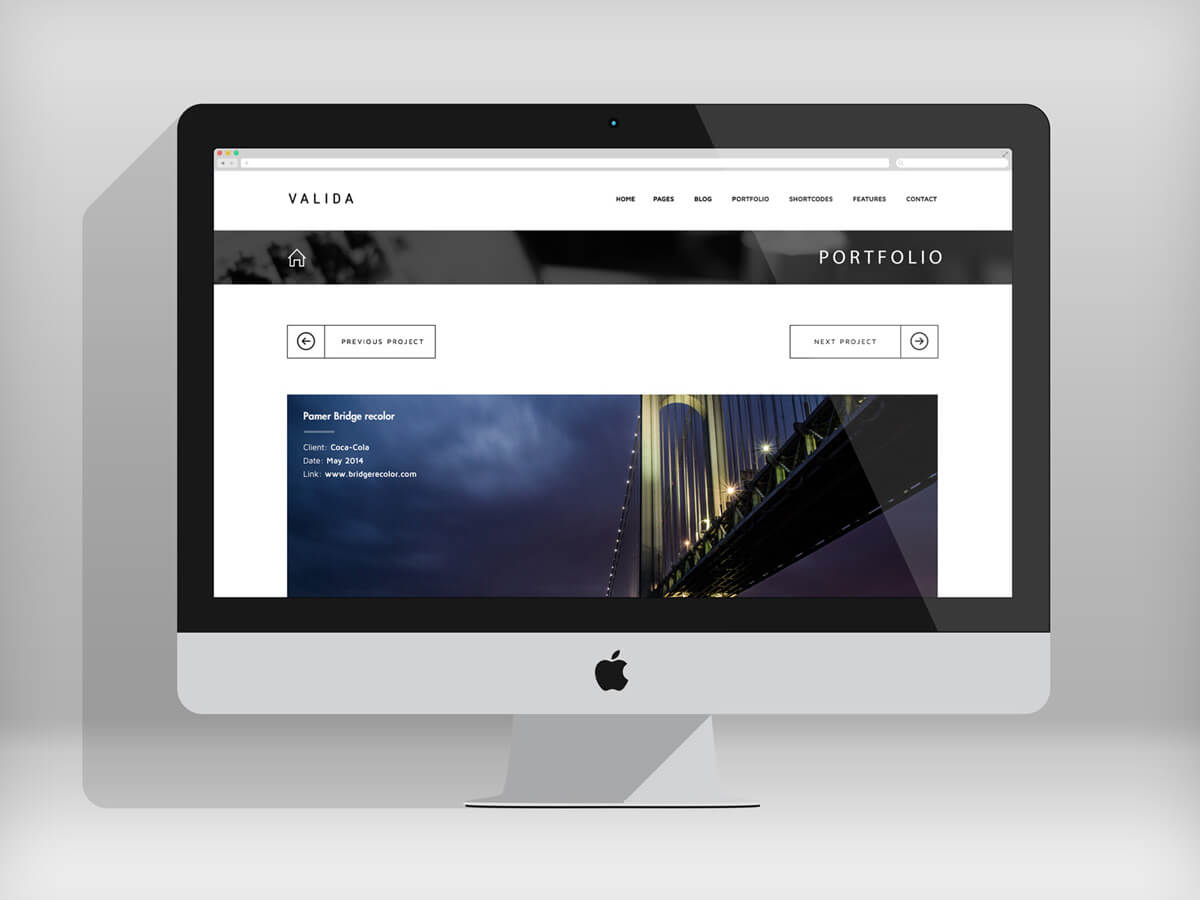 VALIDA
HOME PAGES BLOG PORTFOLIO SHORTCODES FEATURES CONTACT
PORTFOLIO
PREVIOUS PROJECT
NEXT PROJECT
Pamer Bridge recolor
Client: Coca-Cola
Date: May 2014
Link: www.bridgerecolor.com